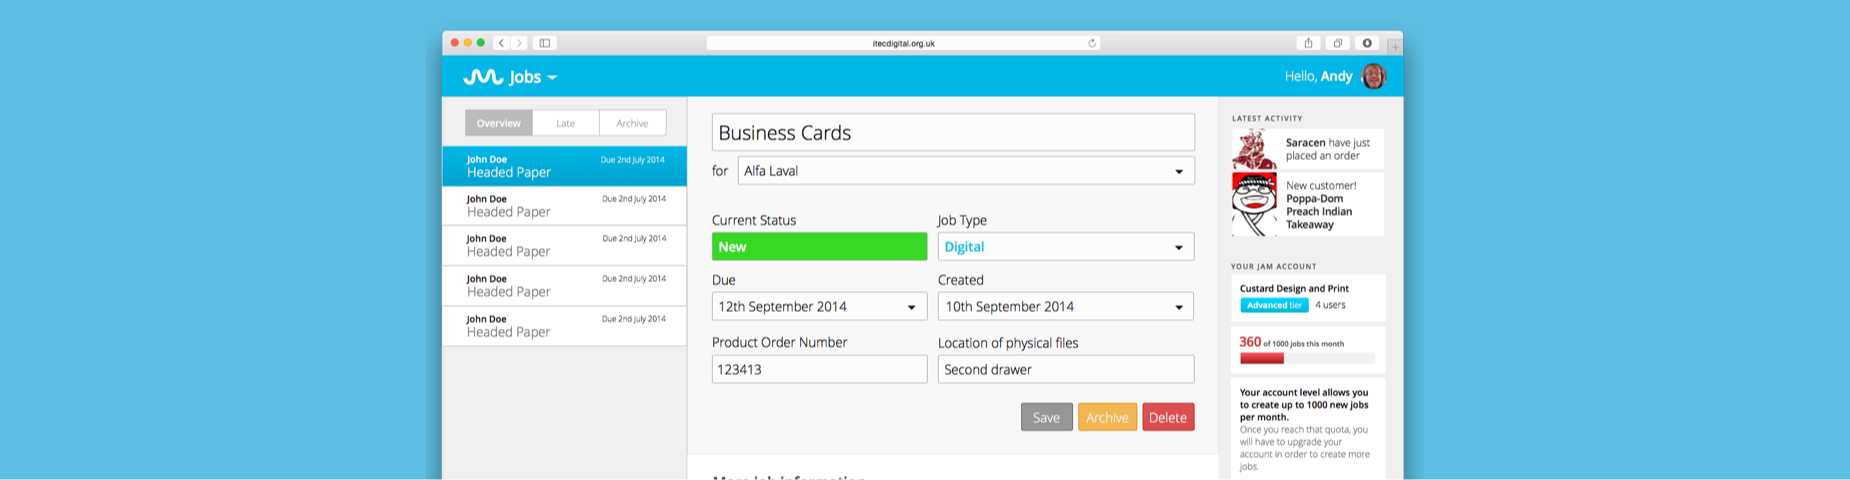 itecdigital.org.uk
Jobs
Hello, Andy
Overview
Late
Archive
John Doe
Due 2nd July 2014
Headed Paper
John Doe
Due 2nd July 2014
Headed Paper
John Doe
Due 2nd July 2014
Headed Paper
John Doe
Due 2nd July 2014
Headed Paper
John Doe
Due 2nd July 2014
Headed Paper
Business Cards
for
Alfa Laval
Current Status
Job Type
New
Digital
Due
Created
12th September 2014
10th September 2014
Product Order Number
Location of physical files
123413
Second drawer
Save
Archive
Delete
More job information
LATEST ACTIVITY
Saracen have just
placed an order
New customer!
Poppa-Dom
Preach Indian
Takeaway
YOUR JAM ACCOUNT
Custard Design and Print
Advanced tier
4 users
360 of 1000 jobs this month
Your account level allows you
to create up to 1000 new jobs
per month.
Once you reach that quota, you
will have to upgrade your
account in order to create more
jobs.